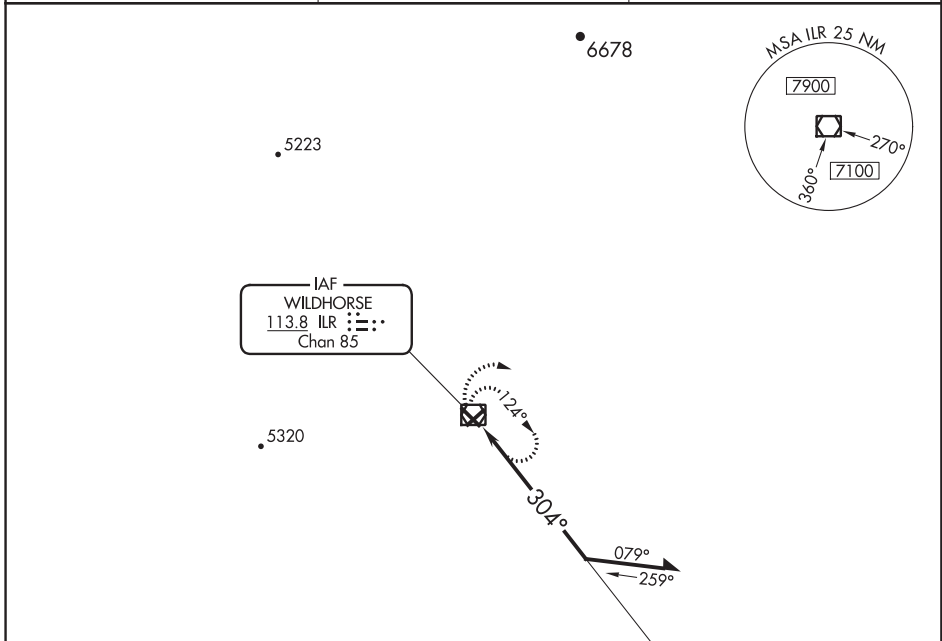 6678
MSA ILR 25 NM
7900
270°
360°
7100
5223
IAF
WILDHORSE
113.8 ILR
Chan 85
124°
5320
304°
079°
259°